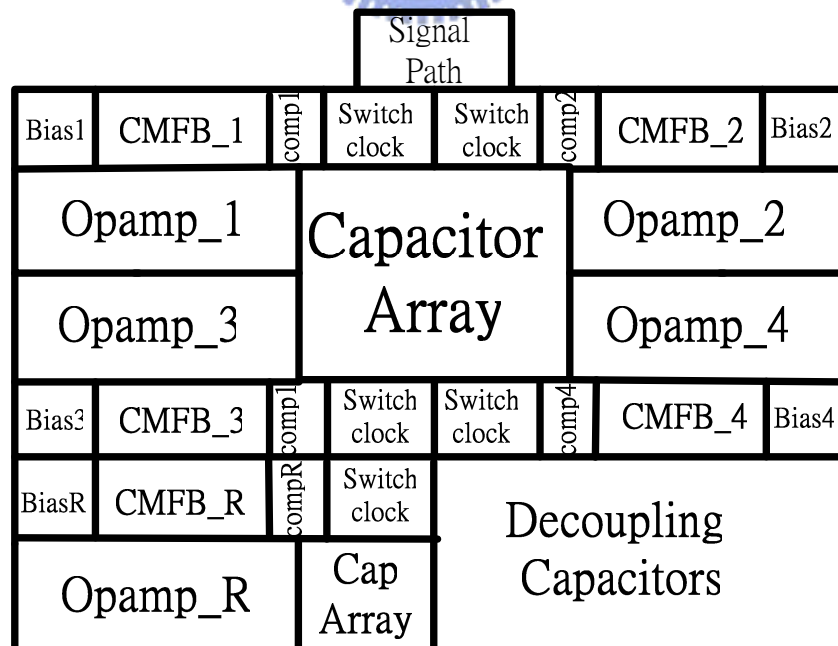 Signal
Path
Bias1 CMFB_1 comp1 Switch clock Switch clock comp2 CMFB_2 Bias2
Opamp_1
Capacitor
Array
Opamp_2
Opamp_3
Opamp_4
Bias3 CMFB_3 comp1 Switch clock Switch clock comp4 CMFB_4 Bias4
BiasR CMFB_R compR Switch clock
Decoupling
Capacitors
Opamp_R
Cap
Array